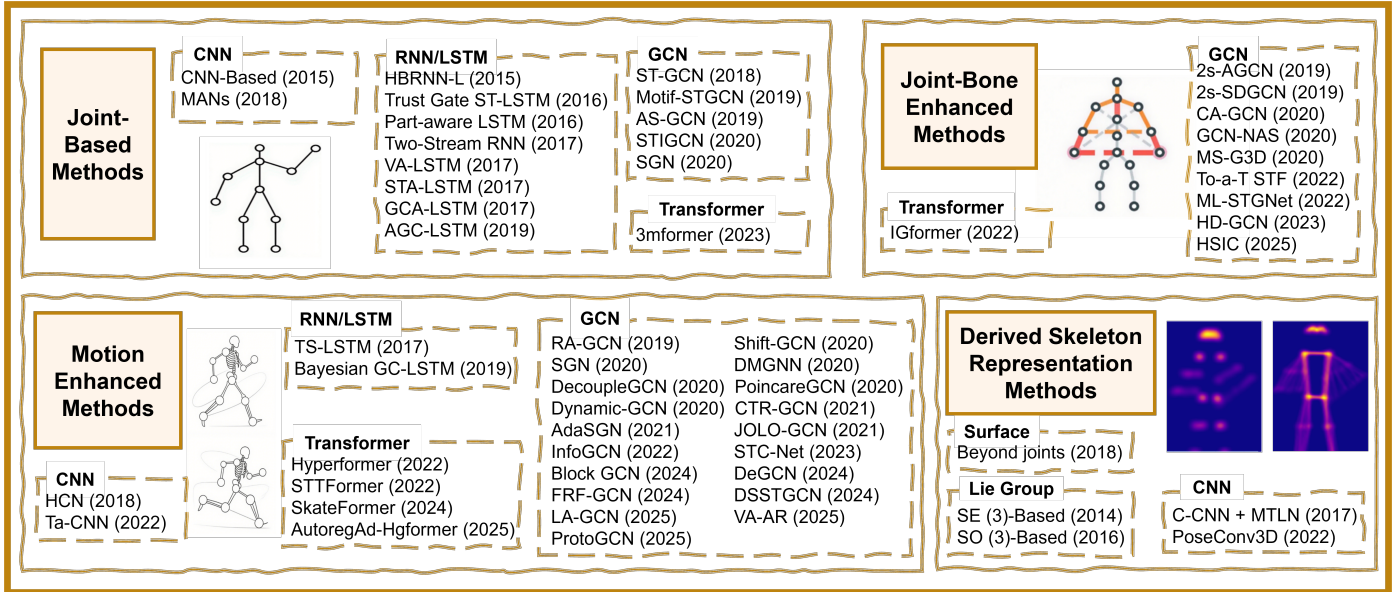 Joint-
Based
Methods
CNN
CNN-Based (2015)
MANs (2018)
RNN/LSTM
HBRNN-L (2015)
Trust Gate ST-LSTM (2016)
Part-aware LSTM (2016)
Two-Stream RNN (2017)
VA-LSTM (2017)
STA-LSTM (2017)
GCA-LSTM (2017)
AGC-LSTM (2019)
GCN
ST-GCN (2018)
Motif-STGCN (2019)
AS-GCN (2019)
STIGCN (2020)
SGN (2020)
Transformer
3mformer (2023)
Joint-Bone
Enhanced
Methods
Transformer
IGformer (2022)
GCN
2s-AGCN (2019)
2s-SDGCN (2019)
CA-GCN (2020)
GCN-NAS (2020)
MS-G3D (2020)
To-a-T STF (2022)
ML-STGNet (2022)
HD-GCN (2023)
HSIC (2025)
Motion
Enhanced
Methods
CNN
HCN (2018)
Ta-CNN (2022)
RNN/LSTM
TS-LSTM (2017)
Bayesian GC-LSTM (2019)
Transformer
Hyperformer (2022)
STTFormer (2022)
SkateFormer (2024)
AutoregAd-Hgformer (2025)
GCN
RA-GCN (2019)
SGN (2020)
DecoupleGCN (2020)
Dynamic-GCN (2020)
AdaSGN (2021)
InfoGCN (2022)
Block GCN (2024)
FRF-GCN (2024)
LA-GCN (2025)
ProtoGCN (2025)
Shift-GCN (2020)
DMGNN (2020)
PoincareGCN (2020)
CTR-GCN (2021)
JOLO-GCN (2021)
STC-Net (2023)
DeGCN (2024)
DSSTGCN (2024)
VA-AR (2025)
Derived Skeleton
Representation
Methods
Surface
Beyond joints (2018)
Lie Group
SE (3)-Based (2014)
SO (3)-Based (2016)
CNN
C-CNN + MTLN (2017)
PoseConv3D (2022)